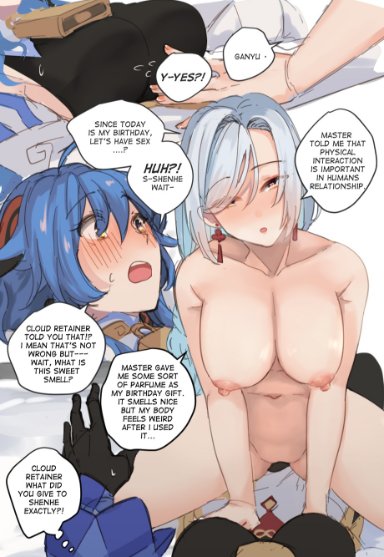 GANYU.
Y-YES?!
SINCE TODAY
IS MY BIRTHDAY,
LET'S HAVE SEX
....?
HUH?!
S-SHENHE
WAIT-
MASTER
TOLD ME THAT
PHYSICAL
INTERACTION
IS IMPORTANT
IN HUMANS
RELATIONSHIP.
CLOUD RETAINER
TOLD YOU THAT!?
I MEAN THAT'S NOT
WRONG BUT---
WAIT, WHAT IS
THIS SWEET
SMELL?
MASTER GAVE
ME SOME SORT
OF PARFUME AS
MY BIRTHDAY GIFT.
IT SMELLS NICE
BUT MY BODY
FEELS WEIRD
AFTER I USED
IT...
CLOUD
RETAINER
WHAT DID
YOU GIVE TO
SHENHE
EXACTLY?!